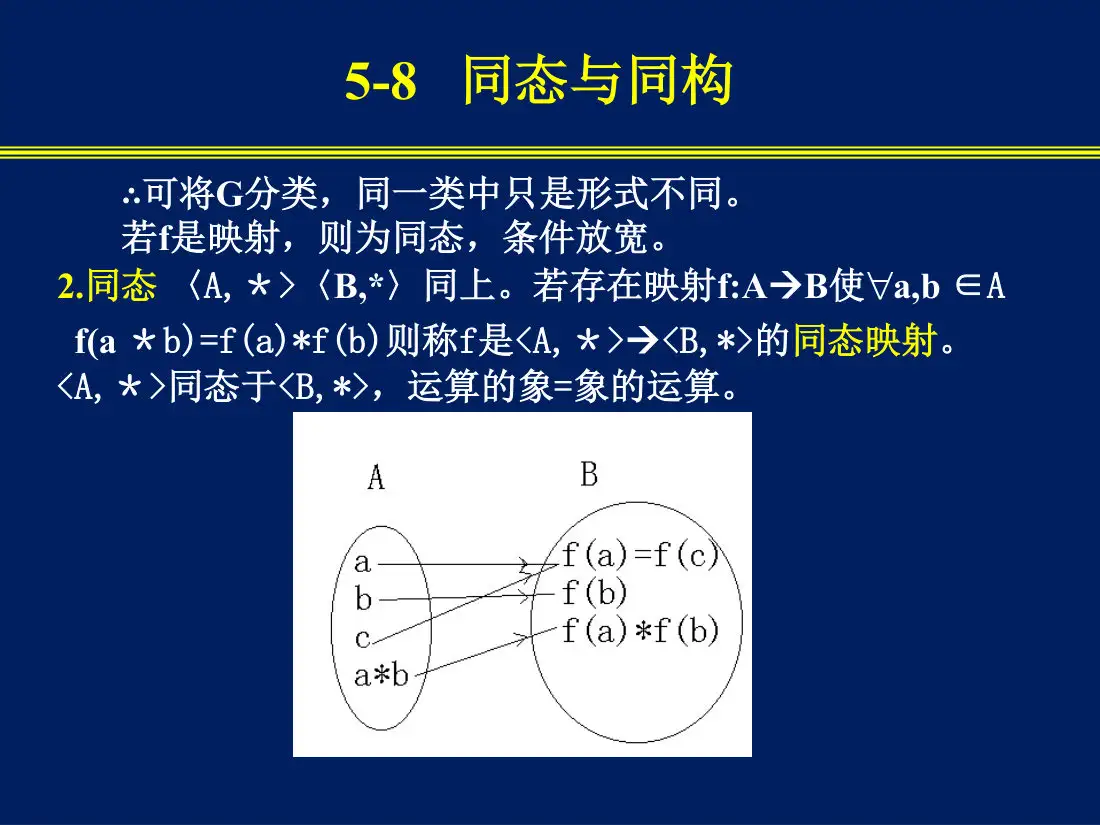 5-8 同态与同构
∴可将G分类，同一类中只是形式不同。
若f是映射，则为同态，条件放宽。
2.同态 〈A,＊>〈B,*〉同上。若存在映射f:A→B使∀a,b ∈A
f(a ＊b)=f(a)*f(b)则称f是<A,＊>→<B,*>的同态映射。
<A,＊>同态于<B,*>，运算的象=象的运算。
A B
a f(a)=f(c)
b f(b)
c f(a)*f(b)
a*b